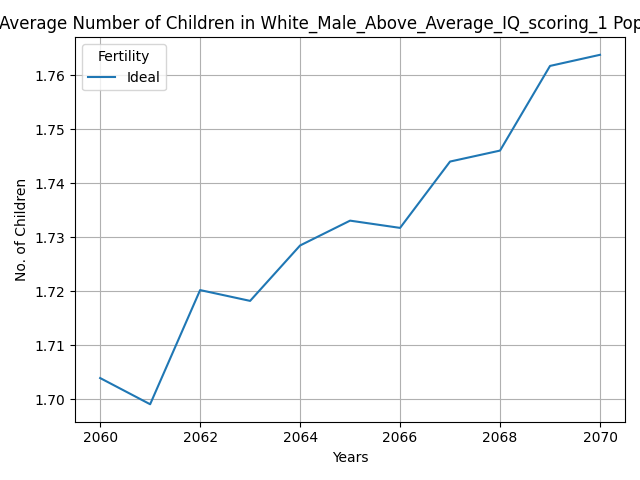 Average Number of Children in White_Male_Above_Average_IQ_scoring_1 Pop
Fertility
Ideal
No. of Children
1.76
1.75
1.74
1.73
1.72
1.71
1.70
2060 2062 2064 2066 2068 2070
Years